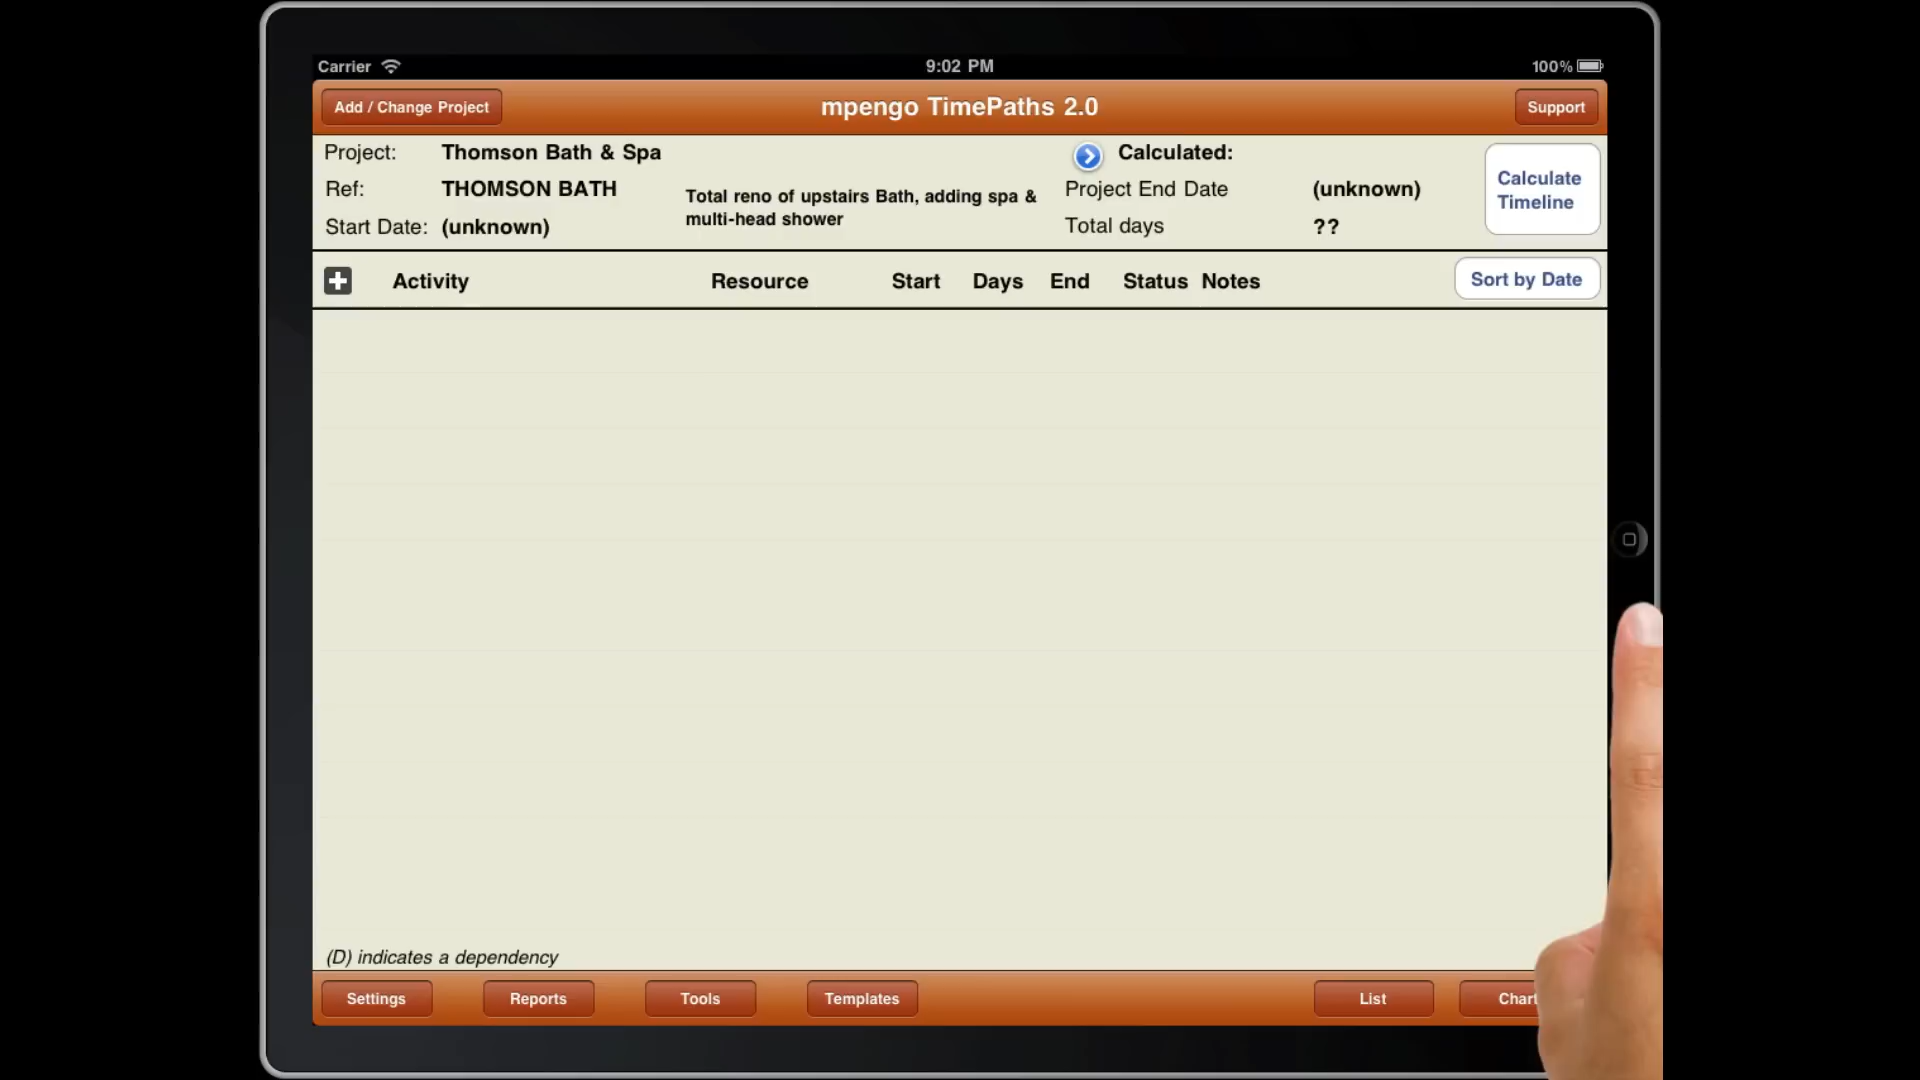 Carrier 9:02 PM 100%
Add / Change Project mpengo TimePaths 2.0 Support
Project: Thomson Bath & Spa
Ref: THOMSON BATH
Start Date: (unknown)
Total reno of upstairs Bath, adding spa &
multi-head shower
Calculated:
Project End Date (unknown)
Total days ??
Calculate
Timeline
Activity Resource Start Days End Status Notes Sort by Date
(D) indicates a dependency
Settings Reports Tools Templates List Chart